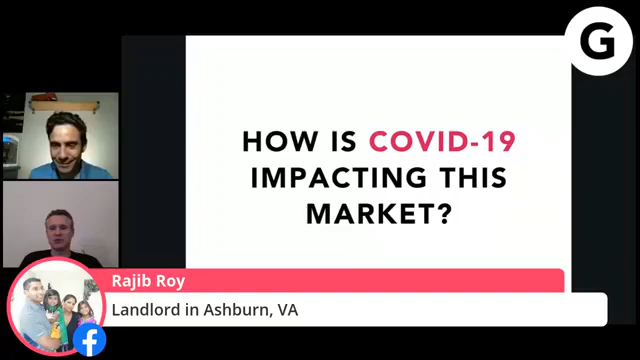 G
HOW IS COVID-19
IMPACTING THIS
MARKET?
Rajib Roy
Landlord in Ashburn, VA